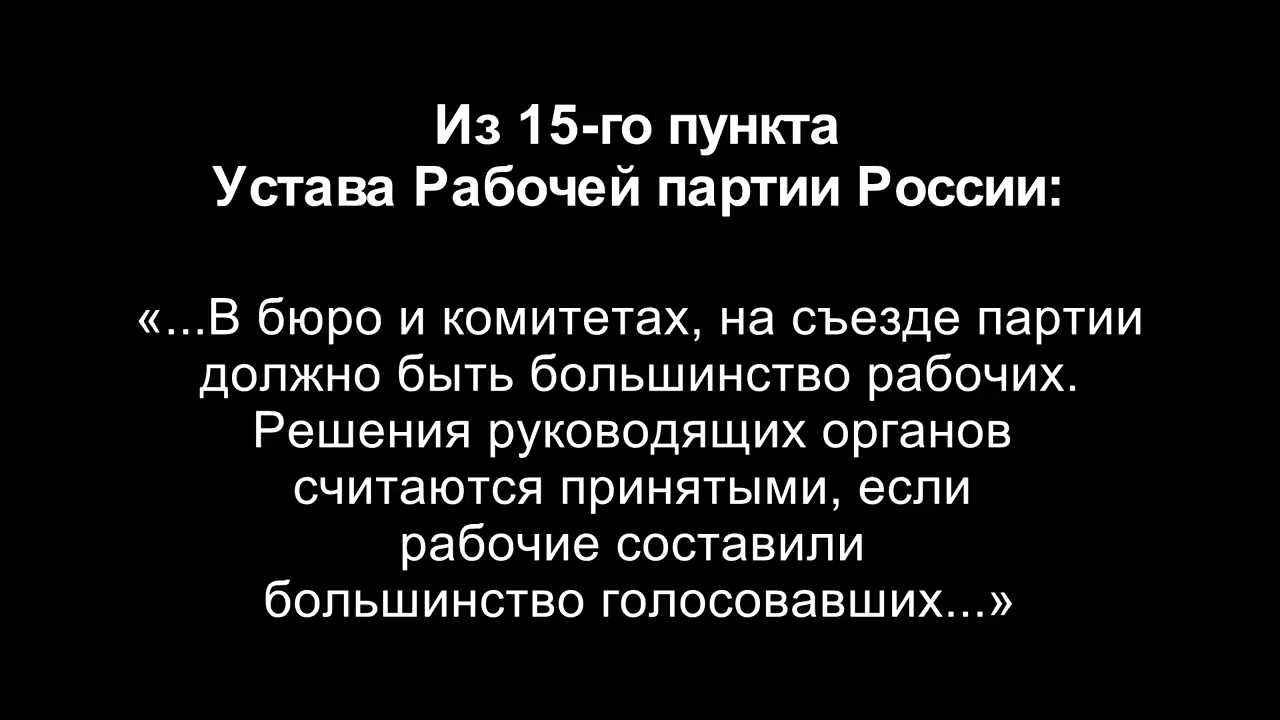 Из 15-го пункта
Устава Рабочей партии России:
«...В бюро и комитетах, на съезде партии
должно быть большинство рабочих.
Решения руководящих органов
считаются принятыми, если
рабочие составили
большинство голосовавших...»